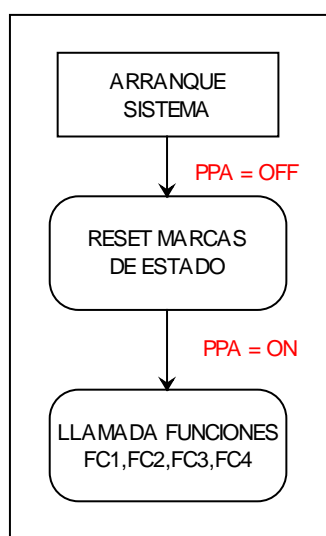 ARRANQUE
SISTEMA
PPA = OFF
RESET MARCAS
DE ESTADO
PPA = ON
LLAMADA FUNCIONES
FC1,FC2,FC3,FC4